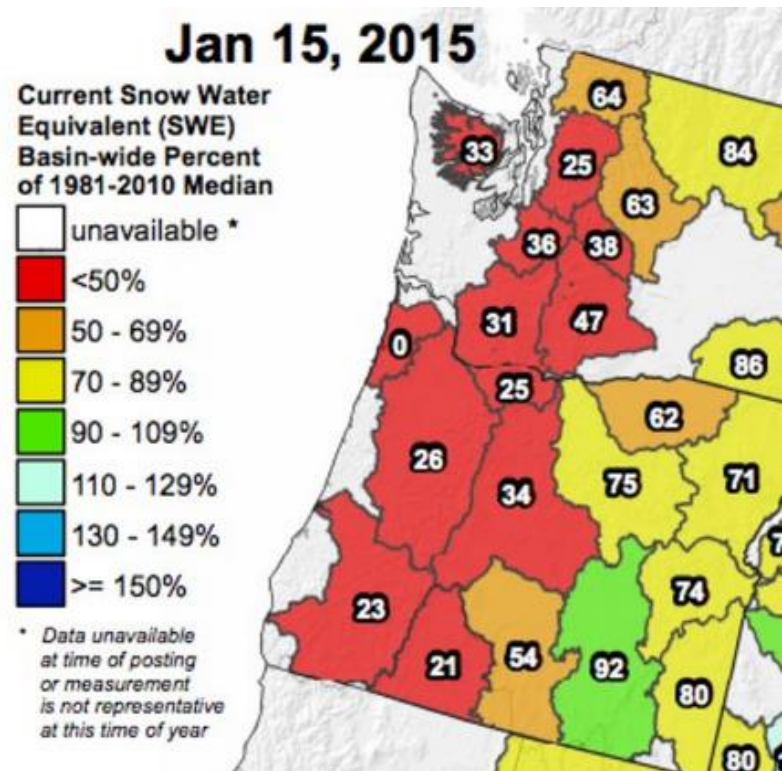 Jan 15, 2015
Current Snow Water
Equivalent (SWE)
Basin-wide Percent
of 1981-2010 Median
unavailable *
<50%
50 - 69%
70 - 89%
90 - 109%
110 - 129%
130 - 149%
>= 150%
* Data unavailable
at time of posting
or measurement
is not representative
at this time of year
64
33
25
84
63
36
38
31
47
0
86
25
62
26
34
75
71
74
23
21
54
92
80
80